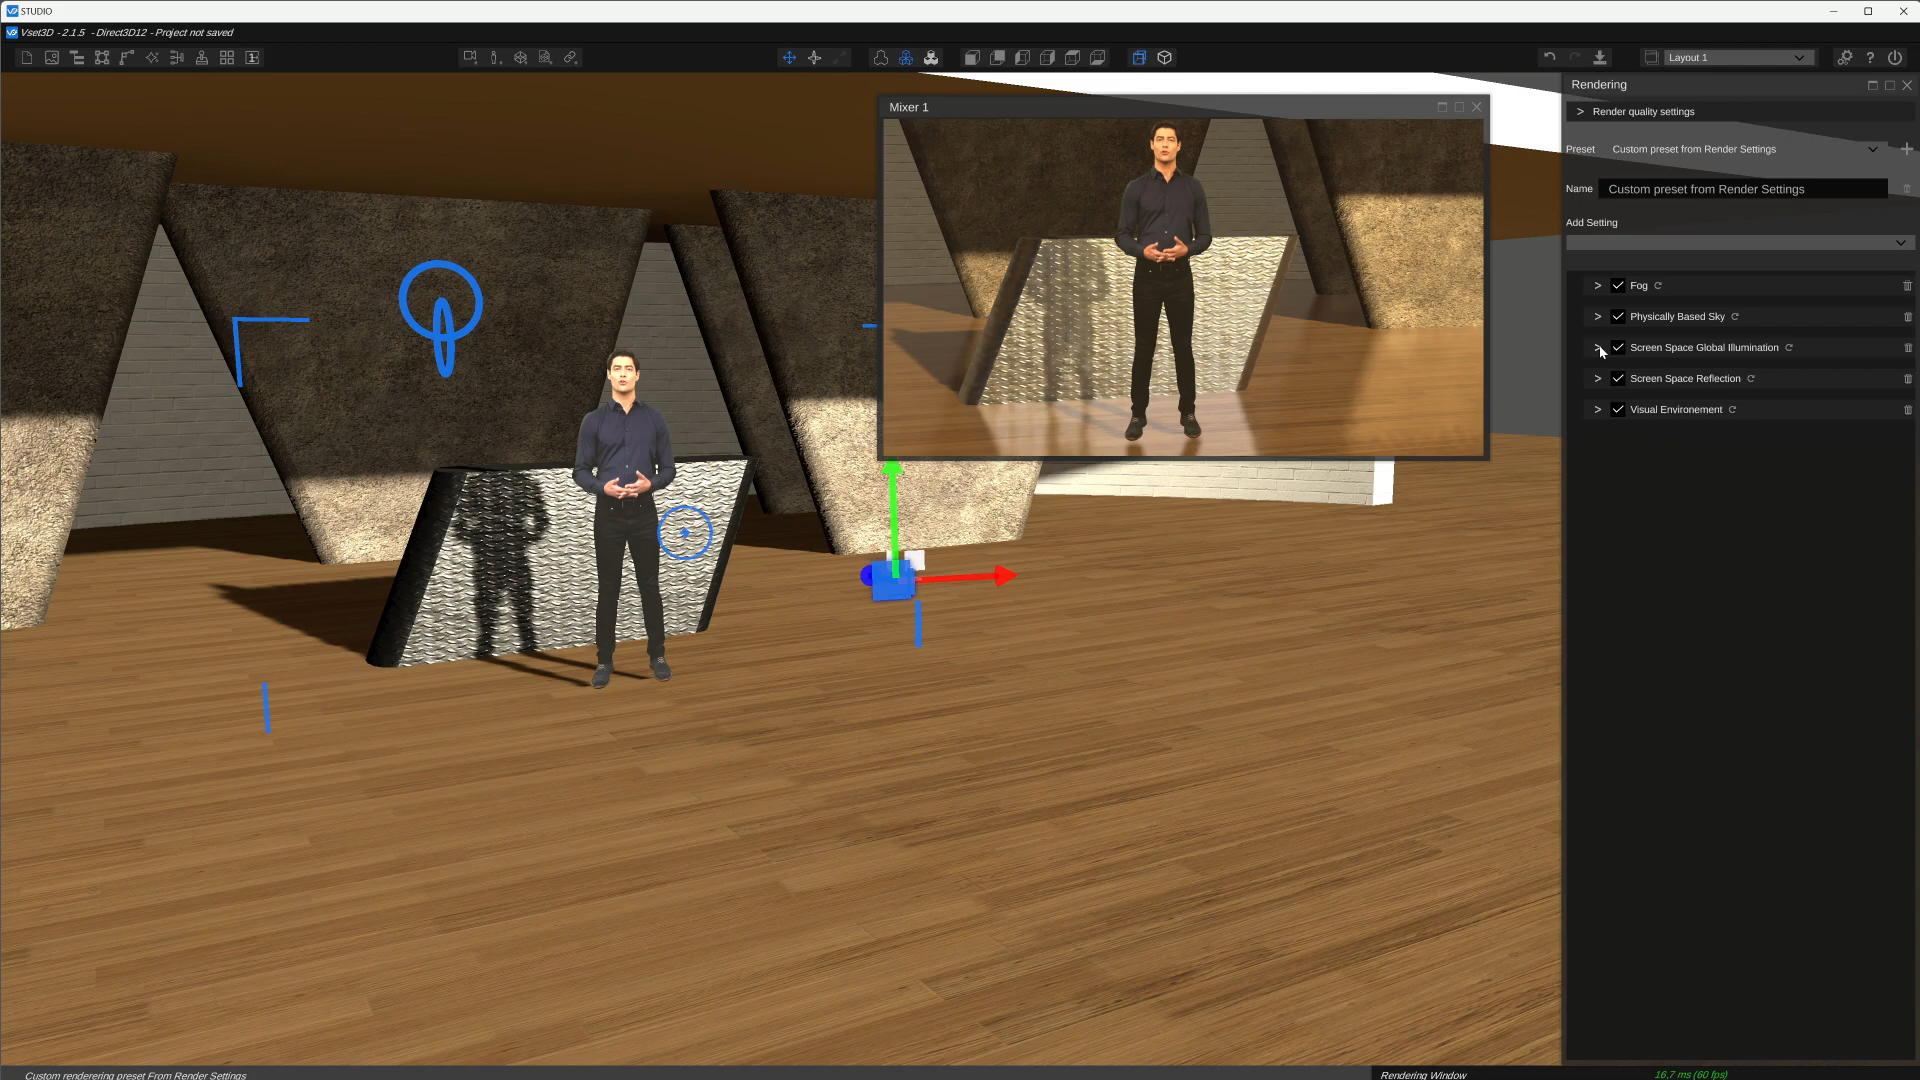 STUDIO
Vset3D - 2.1.5 - Direct3D12 - Project not saved
Layout 1
Rendering
Mixer 1
Render quality settings
Preset Custom preset from Render Settings
Name Custom preset from Render Settings
Add Setting
Fog
Physically Based Sky
Screen Space Global Illumination
Screen Space Reflection
Visual Environement
Custom renderering preset From Render Settings
Rendering Window
16,7 ms (60 fps)